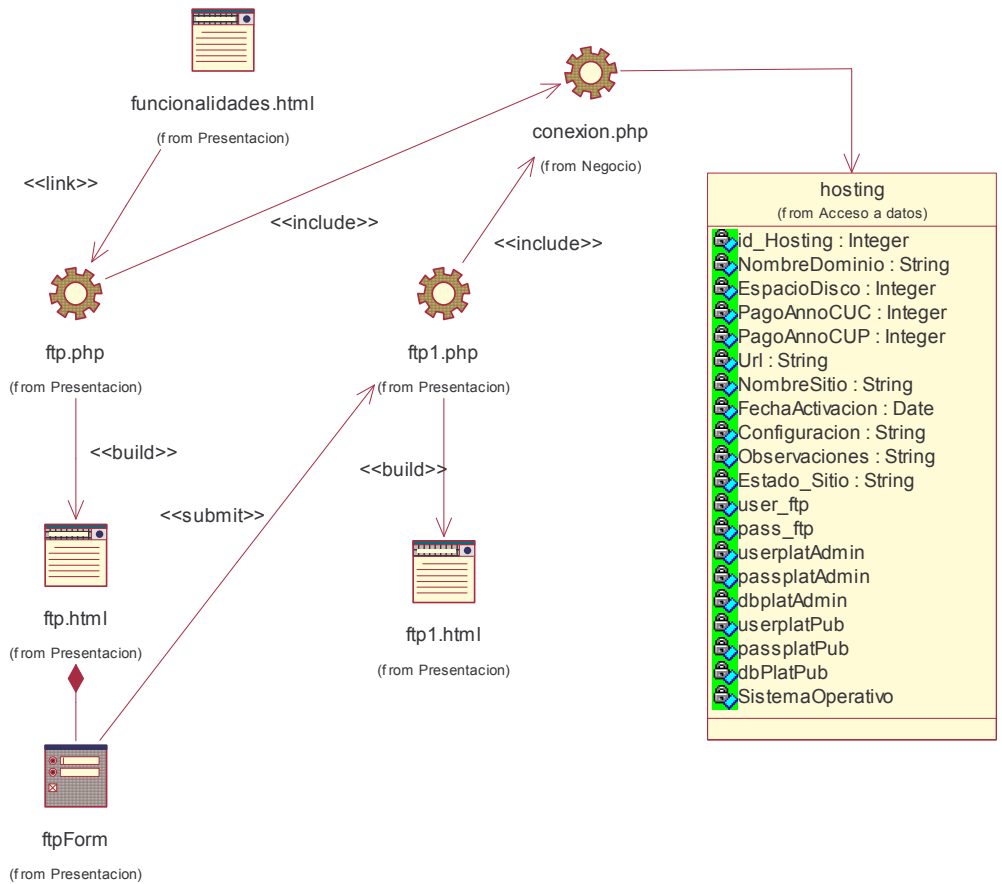 funcionalidades.html
(from Presentacion)
conexion.php
(from Negocio)
<<link>>
<<include>>
<<include>>
hosting
(from Acceso a datos)
id_Hosting : Integer
NombreDominio : String
EspacioDisco : Integer
PagoAnnoCUC : Integer
PagoAnnoCUP : Integer
Url : String
NombreSitio : String
FechaActivacion : Date
Configuracion : String
Observaciones : String
Estado_Sitio : String
user_ftp
pass_ftp
userplatAdmin
passplatAdmin
dbplatAdmin
userplatPub
passplatPub
dbPlatPub
SistemaOperativo
ftp.php
(from Presentacion)
ftp1.php
(from Presentacion)
<<build>>
<<build>>
<<submit>>
ftp.html
(from Presentacion)
ftp1.html
(from Presentacion)
ftpForm
(from Presentacion)